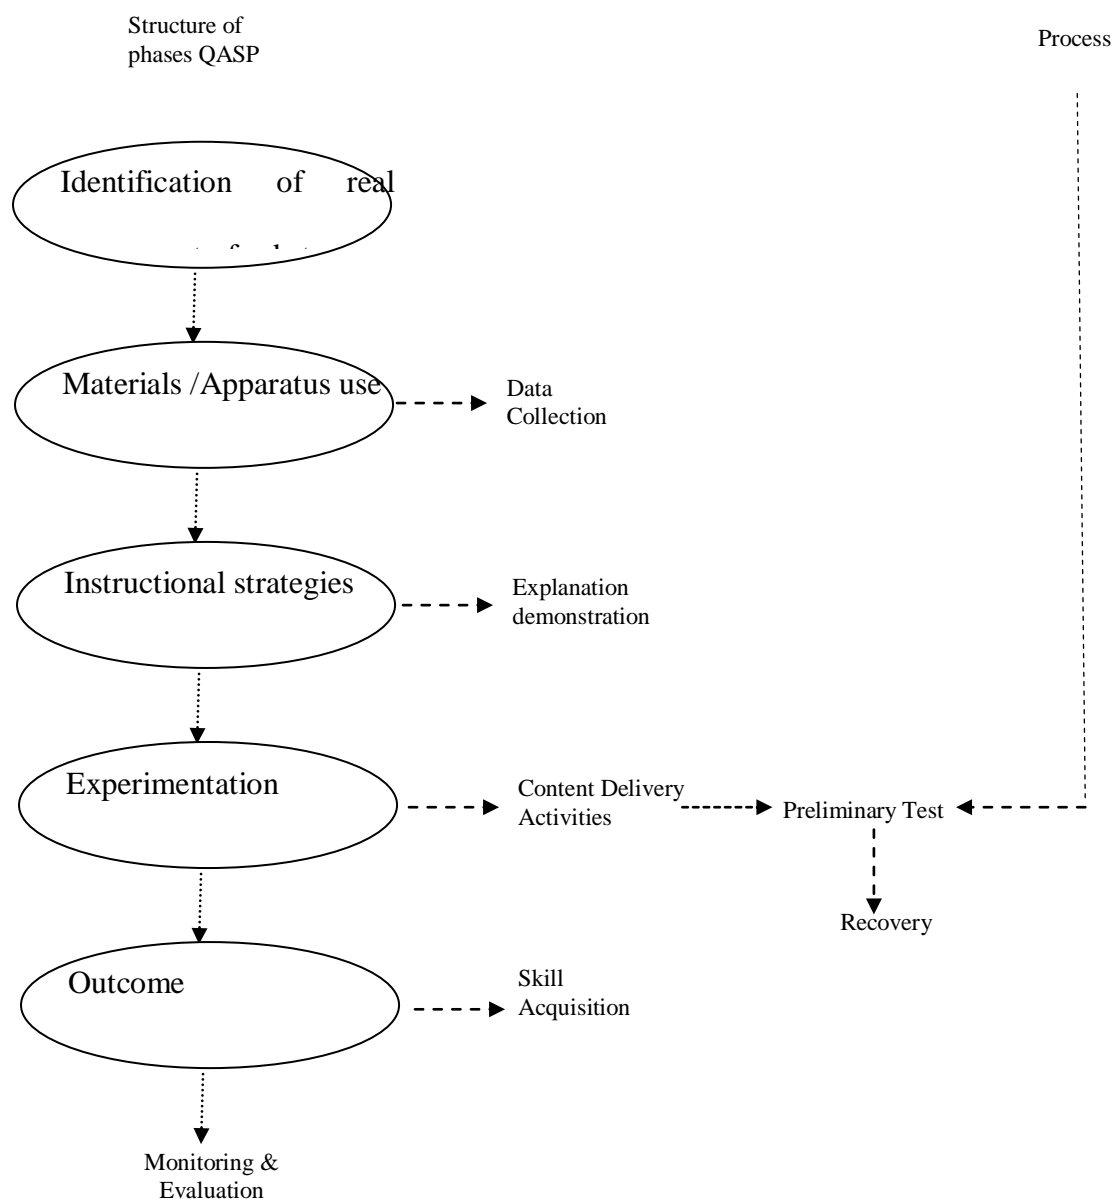 Structure of
phases QASP
Process
Identification of real
Materials /Apparatus use
Data
Collection
Instructional strategies
Explanation
demonstration
Experimentation
Content Delivery
Activities
Preliminary Test
Recovery
Outcome
Skill
Acquisition
Monitoring &
Evaluation